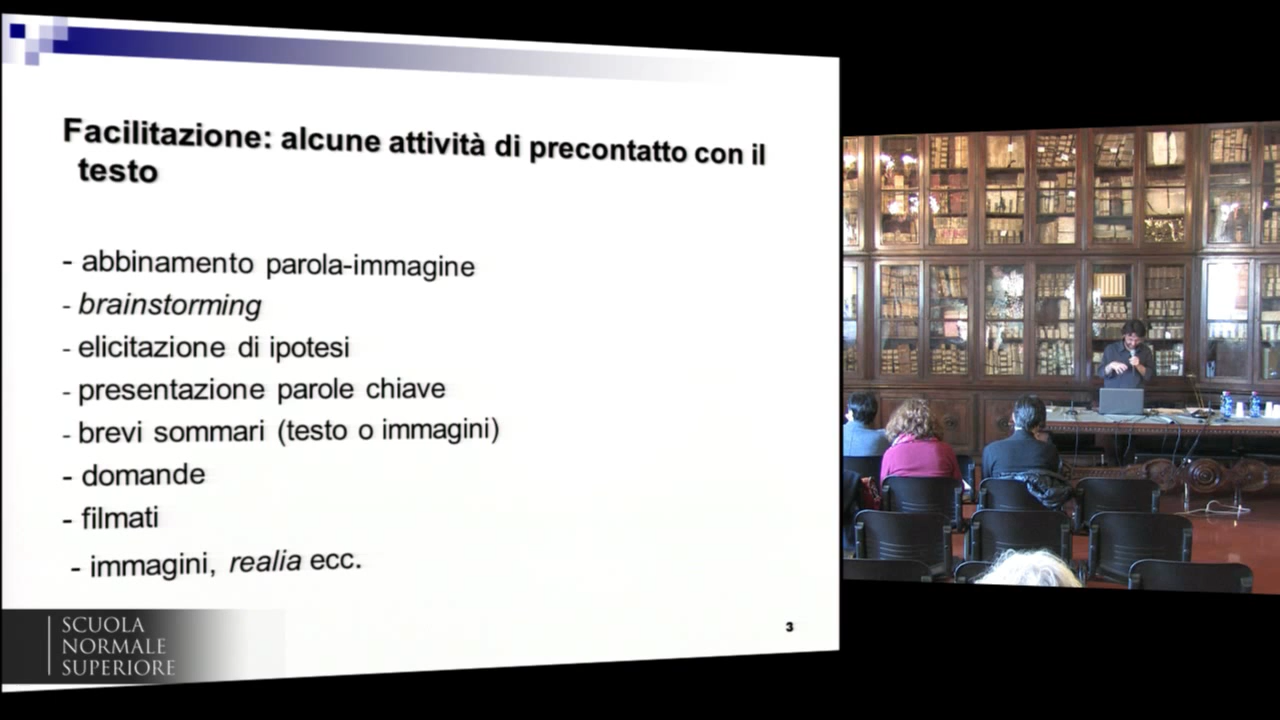 Facilitazione: alcune attività di precontatto con il
testo
- abbinamento parola-immagine
- brainstorming
- elicitazione di ipotesi
- presentazione parole chiave
- brevi sommari (testo o immagini)
- domande
- filmati
- immagini, realia ecc.
3
SCUOLA
NORMALE
SUPERIORE